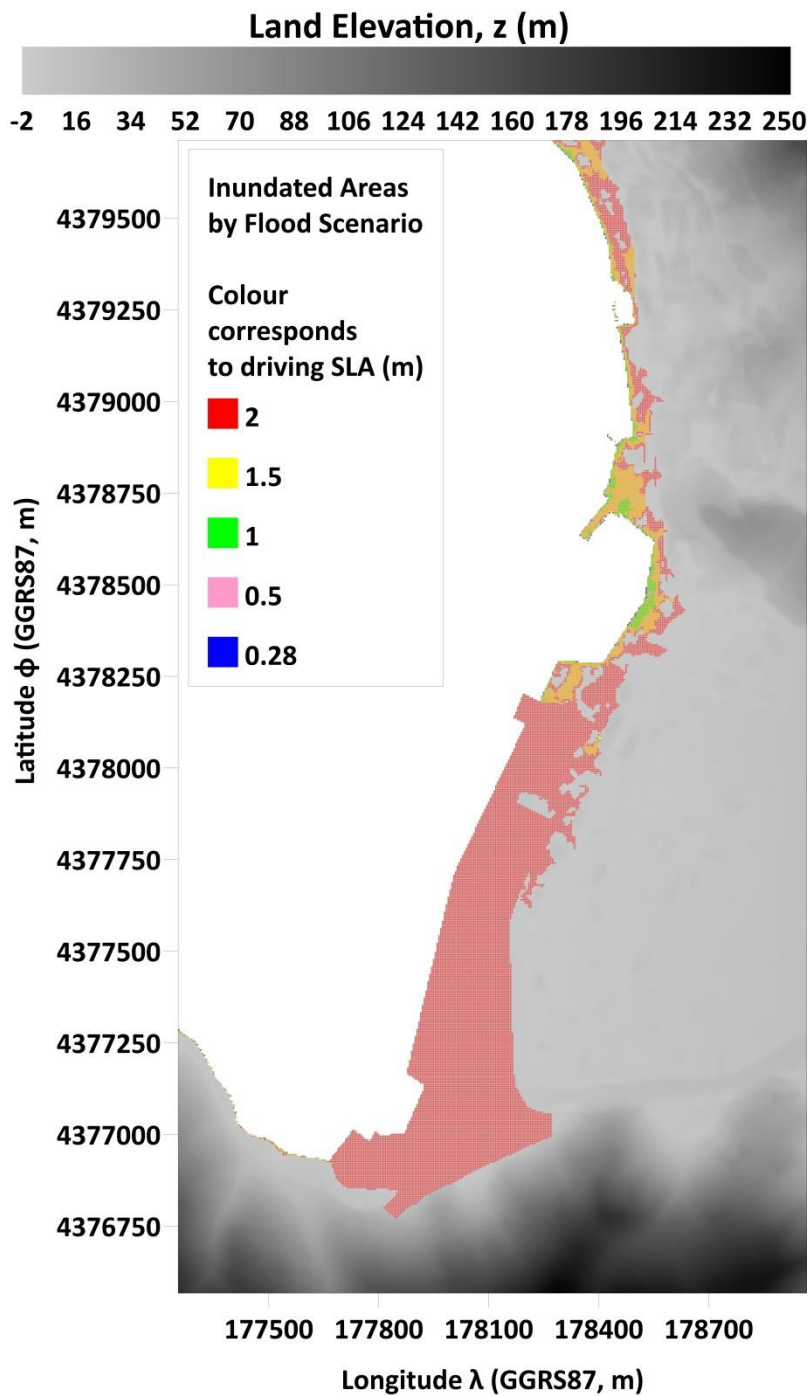 Land Elevation, z (m)
-2 16 34 52 70 88 106 124 142 160 178 196 214 232 250
Inundated Areas
by Flood Scenario
Colour
corresponds
to driving SLA (m)
2
1.5
1
0.5
0.28
Latitude ϕ (GGRS87, m)
4379500
4379250
4379000
4378750
4378500
4378250
4378000
4377750
4377500
4377250
4377000
4376750
177500 177800 178100 178400 178700
Longitude λ (GGRS87, m)